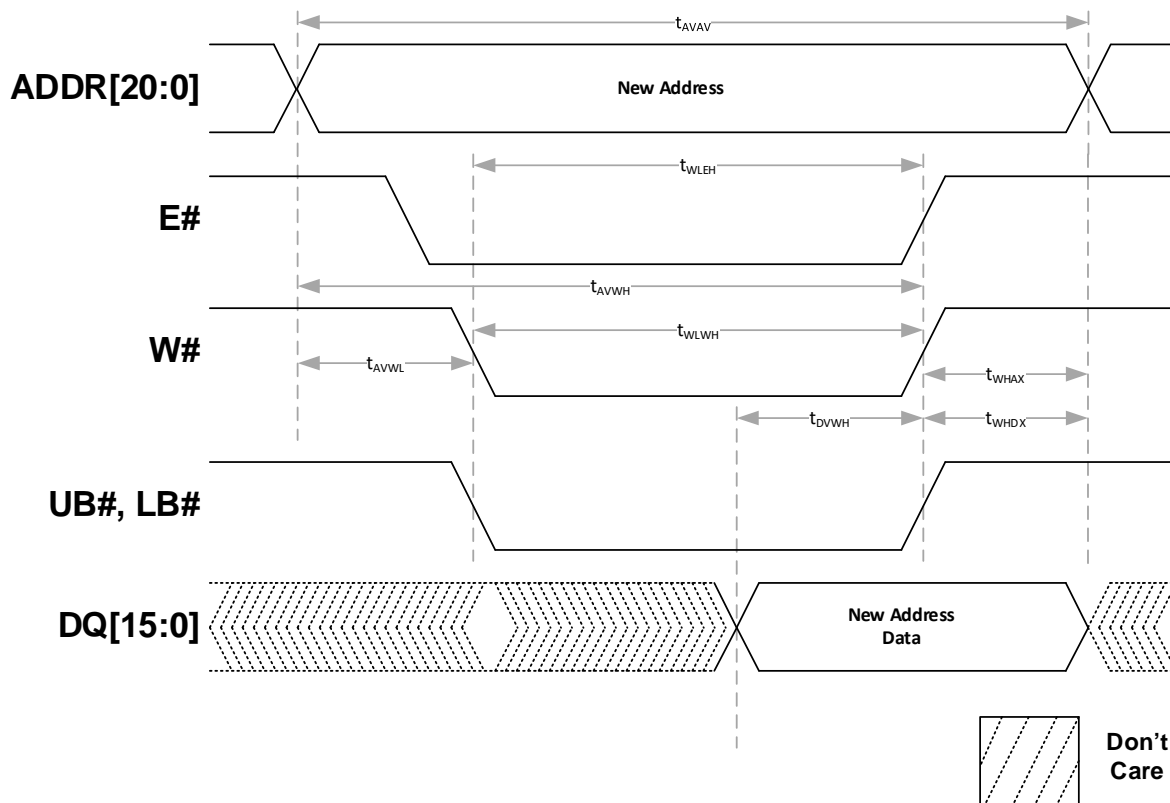 tAVAV
ADDR[20:0]
New Address
tWLEH
E#
tAVWH
tWLWH
W#
tAVWL
tWHAX
tDVWH
tWHDX
UB#, LB#
DQ[15:0]
New Address
Data
Don't
Care